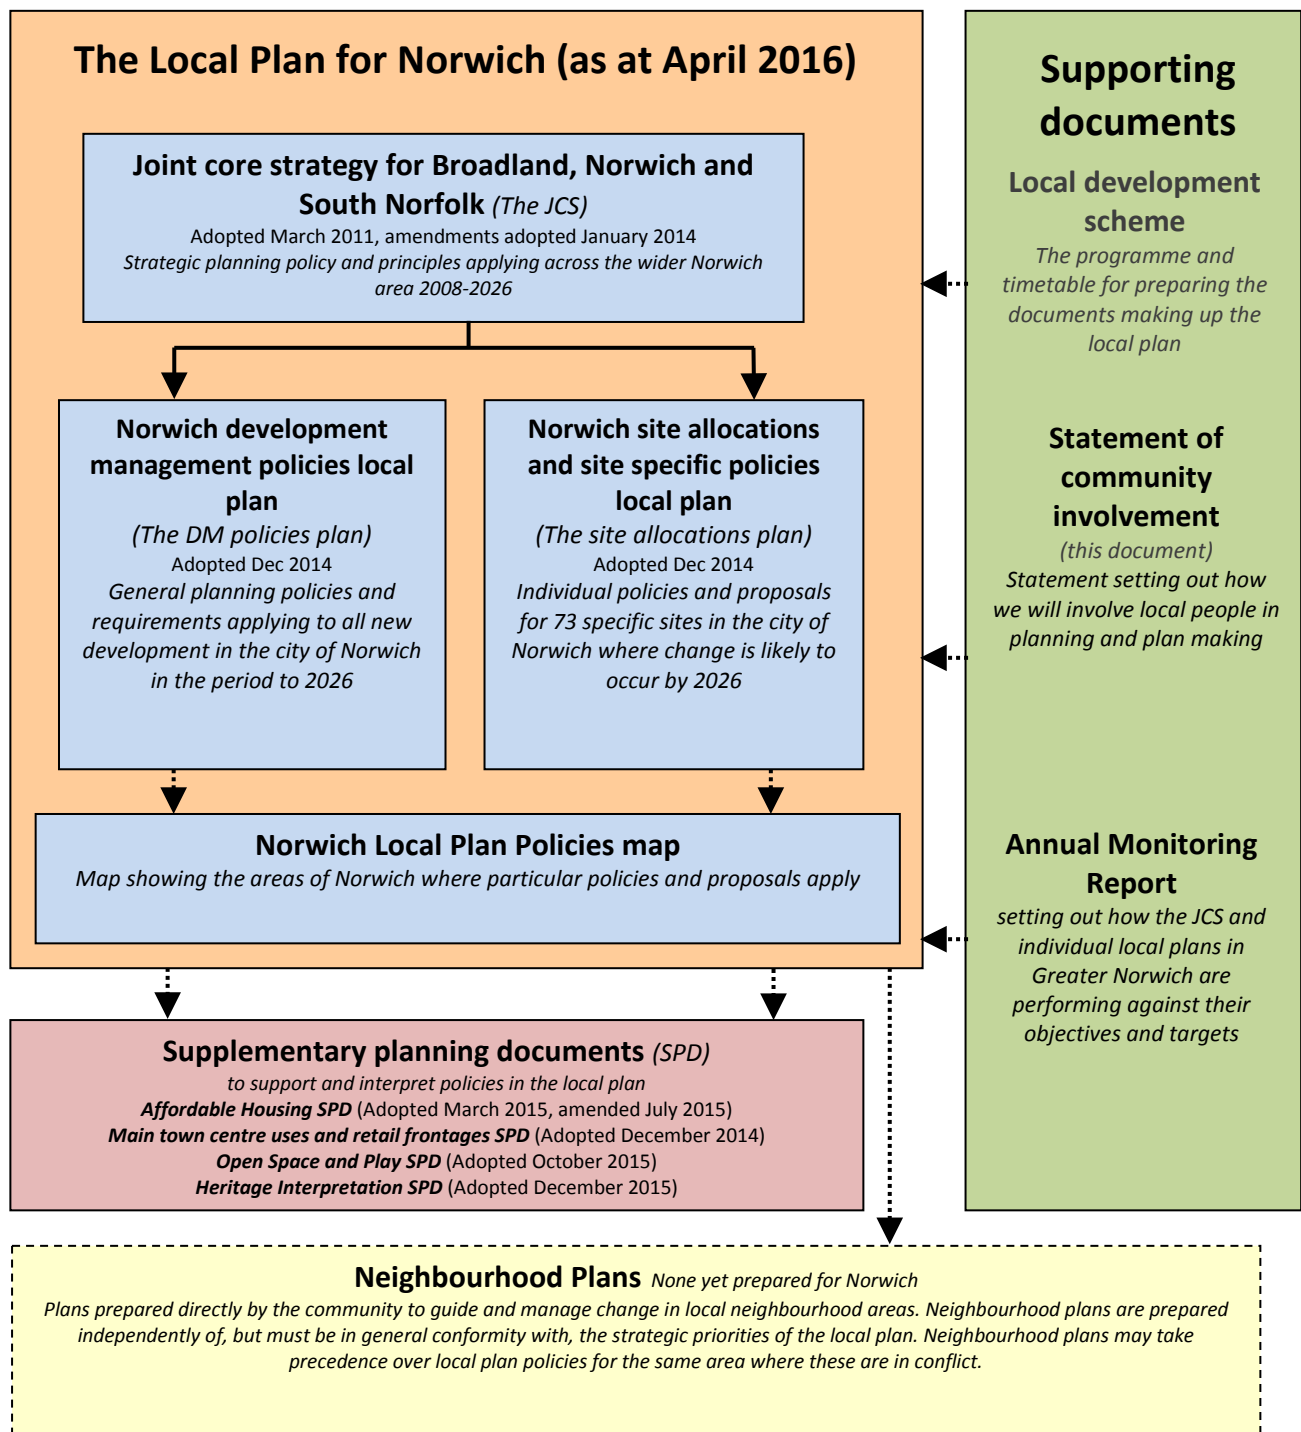 The Local Plan for Norwich (as at April 2016)
Joint core strategy for Broadland, Norwich and
South Norfolk (The JCS)
Adopted March 2011, amendments adopted January 2014
Strategic planning policy and principles applying across the wider Norwich
area 2008-2026
Norwich development
management policies local
plan
(The DM policies plan)
Adopted Dec 2014
General planning policies and
requirements applying to all new
development in the city of Norwich
in the period to 2026
Norwich site allocations
and site specific policies
local plan
(The site allocations plan)
Adopted Dec 2014
Individual policies and proposals
for 73 specific sites in the city of
Norwich where change is likely to
occur by 2026
Norwich Local Plan Policies map
Map showing the areas of Norwich where particular policies and proposals apply
Supporting
documents
Local development
scheme
The programme and
timetable for preparing the
documents making up the
local plan
Statement of
community
involvement
(this document)
Statement setting out how
we will involve local people in
planning and plan making
Annual Monitoring
Report
setting out how the JCS and
individual local plans in
Greater Norwich are
performing against their
objectives and targets
Supplementary planning documents (SPD)
to support and interpret policies in the local plan
Affordable Housing SPD (Adopted March 2015, amended July 2015)
Main town centre uses and retail frontages SPD (Adopted December 2014)
Open Space and Play SPD (Adopted October 2015)
Heritage Interpretation SPD (Adopted December 2015)
Neighbourhood Plans None yet prepared for Norwich
Plans prepared directly by the community to guide and manage change in local neighbourhood areas. Neighbourhood plans are prepared
independently of, but must be in general conformity with, the strategic priorities of the local plan. Neighbourhood plans may take
precedence over local plan policies for the same area where these are in conflict.